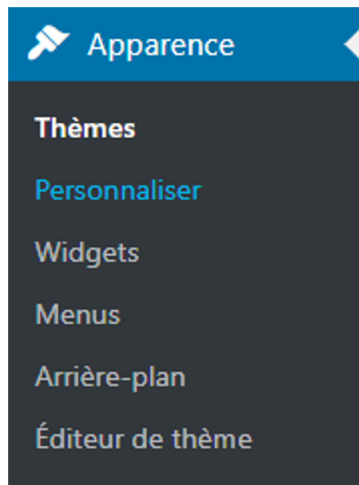 Apparence
Thèmes
Personnaliser
Widgets
Menus
Arrière-plan
Éditeur de thème